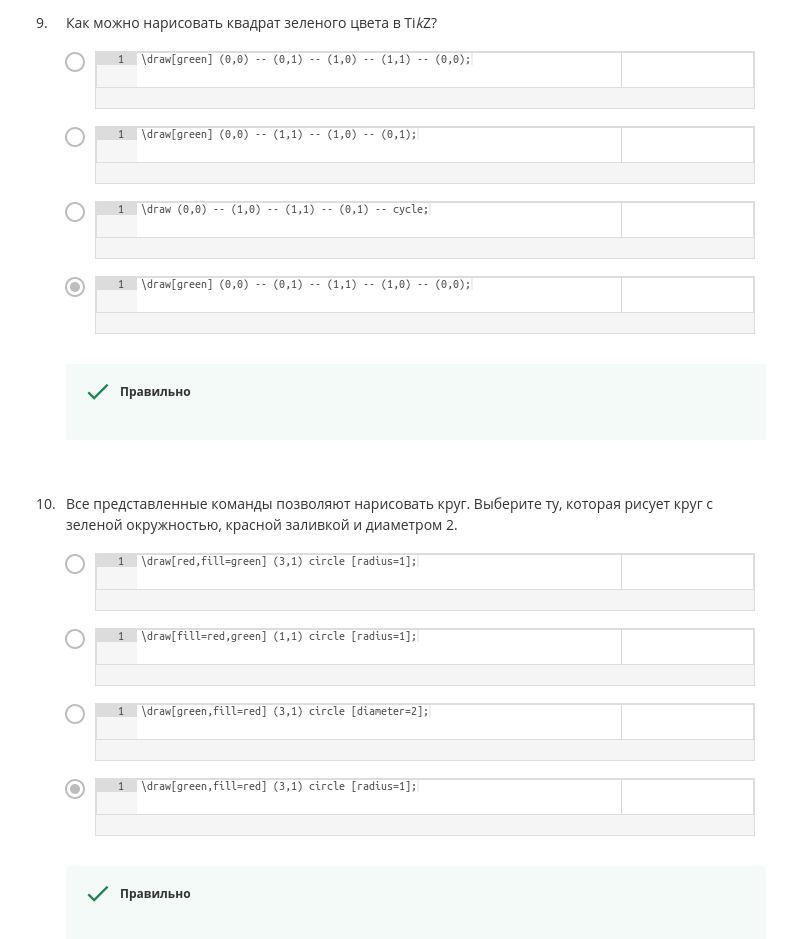 9. Как можно нарисовать квадрат зеленого цвета в TikZ?
1 \draw[green] (0,0) -- (0,1) -- (1,0) -- (1,1) -- (0,0);
1 \draw[green] (0,0) -- (1,1) -- (1,0) -- (0,1);
1 \draw (0,0) -- (1,0) -- (1,1) -- (0,1) -- cycle;
1 \draw[green] (0,0) -- (0,1) -- (1,1) -- (1,0) -- (0,0);
Правильно
10. Все представленные команды позволяют нарисовать круг. Выберите ту, которая рисует круг с
зеленой окружностью, красной заливкой и диаметром 2.
1 \draw[red,fill=green] (3,1) circle [radius=1];
1 \draw[fill=red,green] (1,1) circle [radius=1];
1 \draw[green,fill=red] (3,1) circle [diameter=2];
1 \draw[green,fill=red] (3,1) circle [radius=1];
Правильно